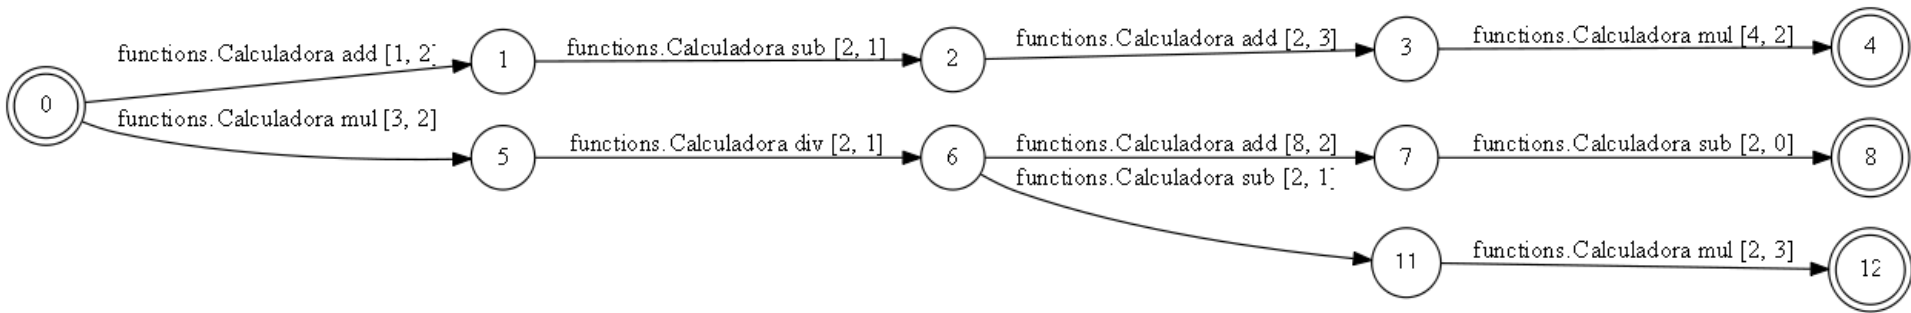 0
functions.Calculadora add [1, 2]
1
functions.Calculadora sub [2, 1]
2
functions.Calculadora add [2, 3]
3
functions.Calculadora mul [4, 2]
4
functions.Calculadora mul [3, 2]
5
functions.Calculadora div [2, 1]
6
functions.Calculadora add [8, 2]
7
functions.Calculadora sub [2, 0]
8
functions.Calculadora sub [2, 1]
11
functions.Calculadora mul [2, 3]
12